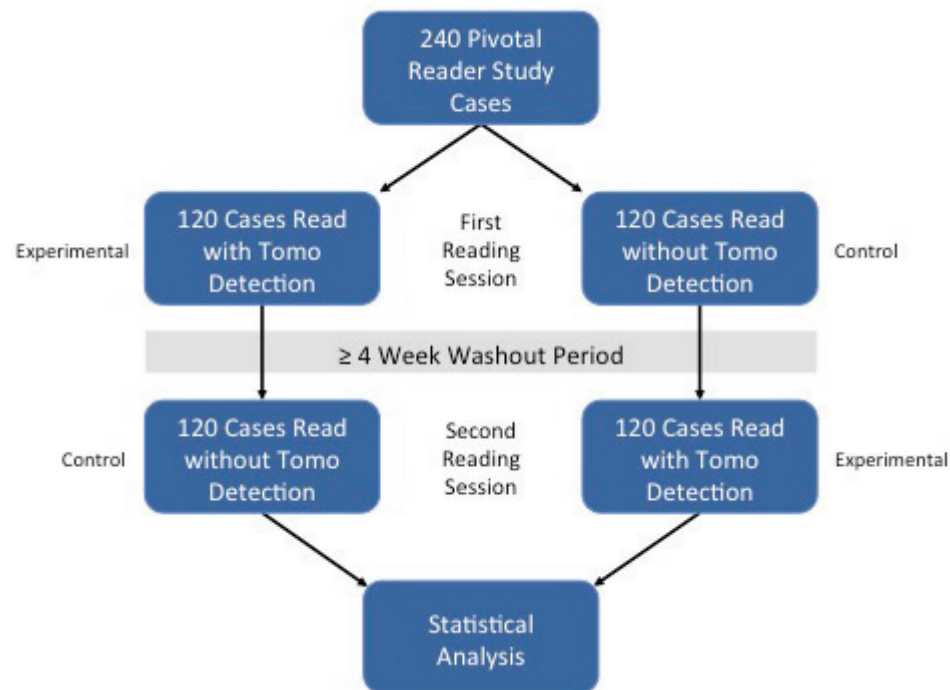 240 Pivotal
Reader Study
Cases
Experimental
120 Cases Read
with Tomo
Detection
First
Reading
Session
120 Cases Read
without Tomo
Detection
Control
≥ 4 Week Washout Period
Control
120 Cases Read
without Tomo
Detection
Second
Reading
Session
120 Cases Read
with Tomo
Detection
Experimental
Statistical
Analysis